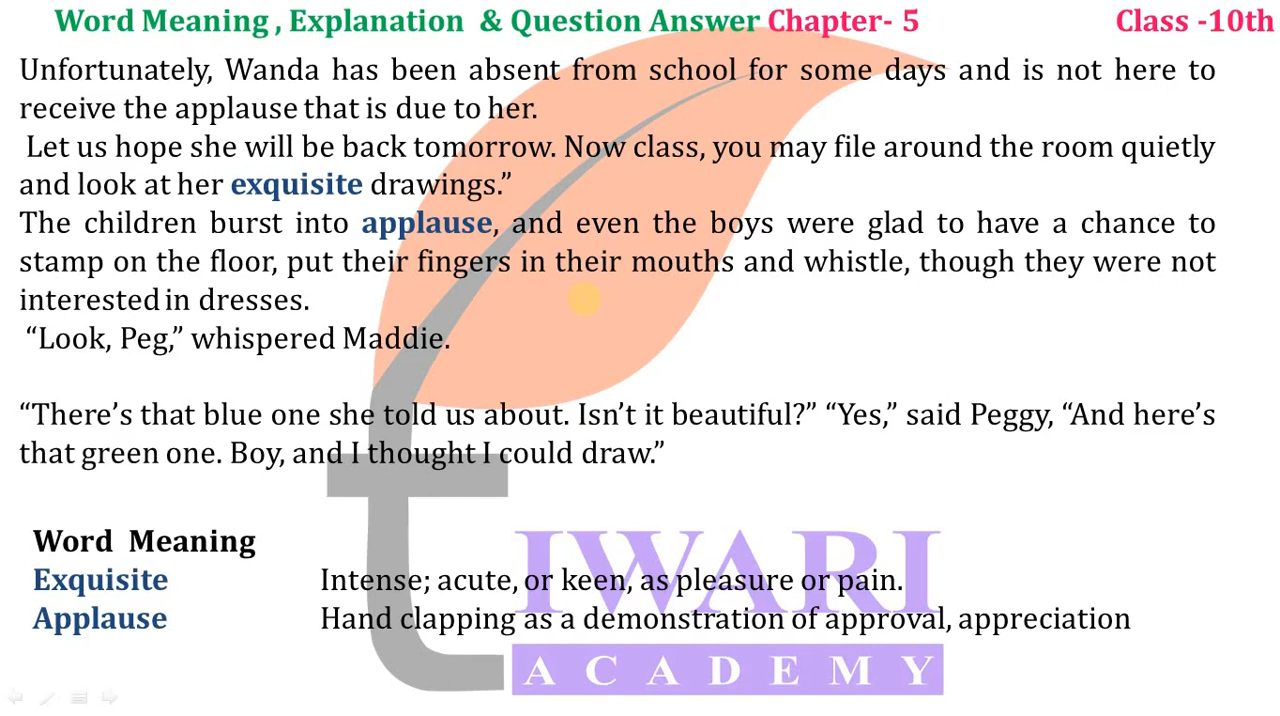 Word Meaning , Explanation & Question Answer Chapter- 5 Class -10th
Unfortunately, Wanda has been absent from school for some days and is not here to
receive the applause that is due to her.
Let us hope she will be back tomorrow. Now class, you may file around the room quietly
and look at her exquisite drawings.”
The children burst into applause, and even the boys were glad to have a chance to
stamp on the floor, put their fingers in their mouths and whistle, though they were not
interested in dresses.
“Look, Peg,” whispered Maddie.
“There’s that blue one she told us about. Isn’t it beautiful?” “Yes,” said Peggy, “And here’s
that green one. Boy, and I thought I could draw.”
Word Meaning
Exquisite Intense; acute, or keen, as pleasure or pain.
Applause Hand clapping as a demonstration of approval, appreciation
tIWARI
ACADEMY